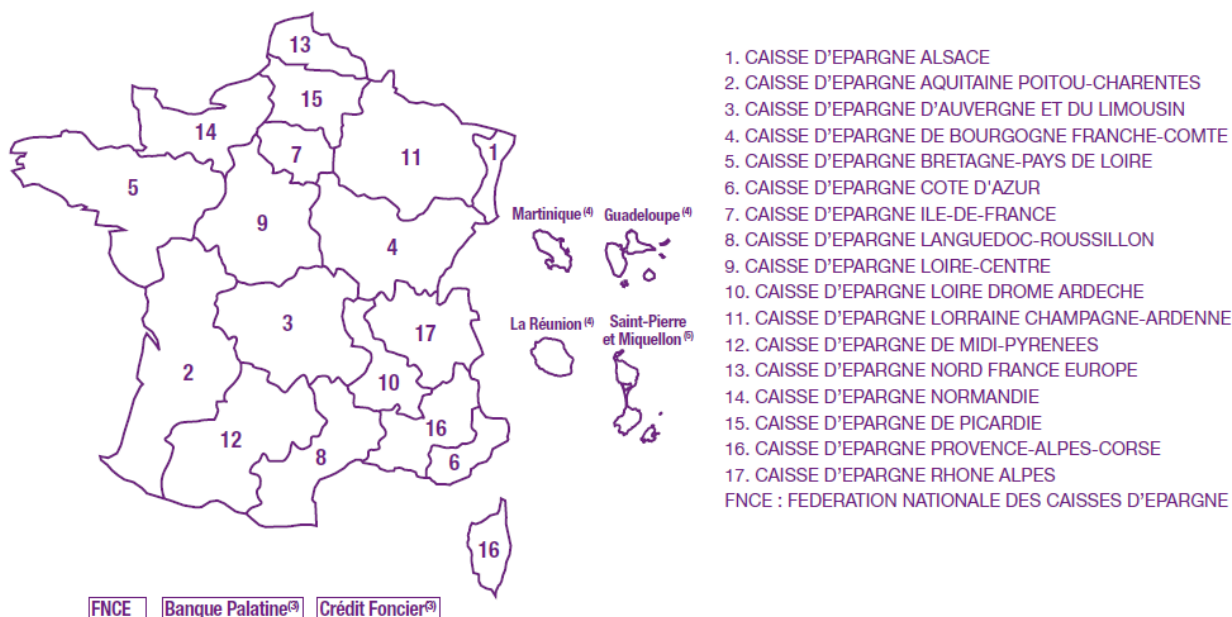 13
15
14
7
11
1
5
9
4
Martinique (4)
Guadeloupe (4)
3
17
La Réunion (4)
Saint-Pierre
et Miquellon (5)
2
10
12
16
8
6
16
FNCE
Banque Palatine(3)
Crédit Foncier(3)
1. CAISSE D'EPARGNE ALSACE
2. CAISSE D'EPARGNE AQUITAINE POITOU-CHARENTES
3. CAISSE D'EPARGNE D'AUVERGNE ET DU LIMOUSIN
4. CAISSE D'EPARGNE DE BOURGOGNE FRANCHE-COMTE
5. CAISSE D'EPARGNE BRETAGNE-PAYS DE LOIRE
6. CAISSE D'EPARGNE COTE D'AZUR
7. CAISSE D'EPARGNE ILE-DE-FRANCE
8. CAISSE D'EPARGNE LANGUEDOC-ROUSSILLON
9. CAISSE D'EPARGNE LOIRE-CENTRE
10. CAISSE D'EPARGNE LOIRE DROME ARDECHE
11. CAISSE D'EPARGNE LORRAINE CHAMPAGNE-ARDENNE
12. CAISSE D'EPARGNE DE MIDI-PYRENEES
13. CAISSE D'EPARGNE NORD FRANCE EUROPE
14. CAISSE D'EPARGNE NORMANDIE
15. CAISSE D'EPARGNE DE PICARDIE
16. CAISSE D'EPARGNE PROVENCE-ALPES-CORSE
17. CAISSE D'EPARGNE RHONE ALPES
FNCE : FEDERATION NATIONALE DES CAISSES D'EPARGNE